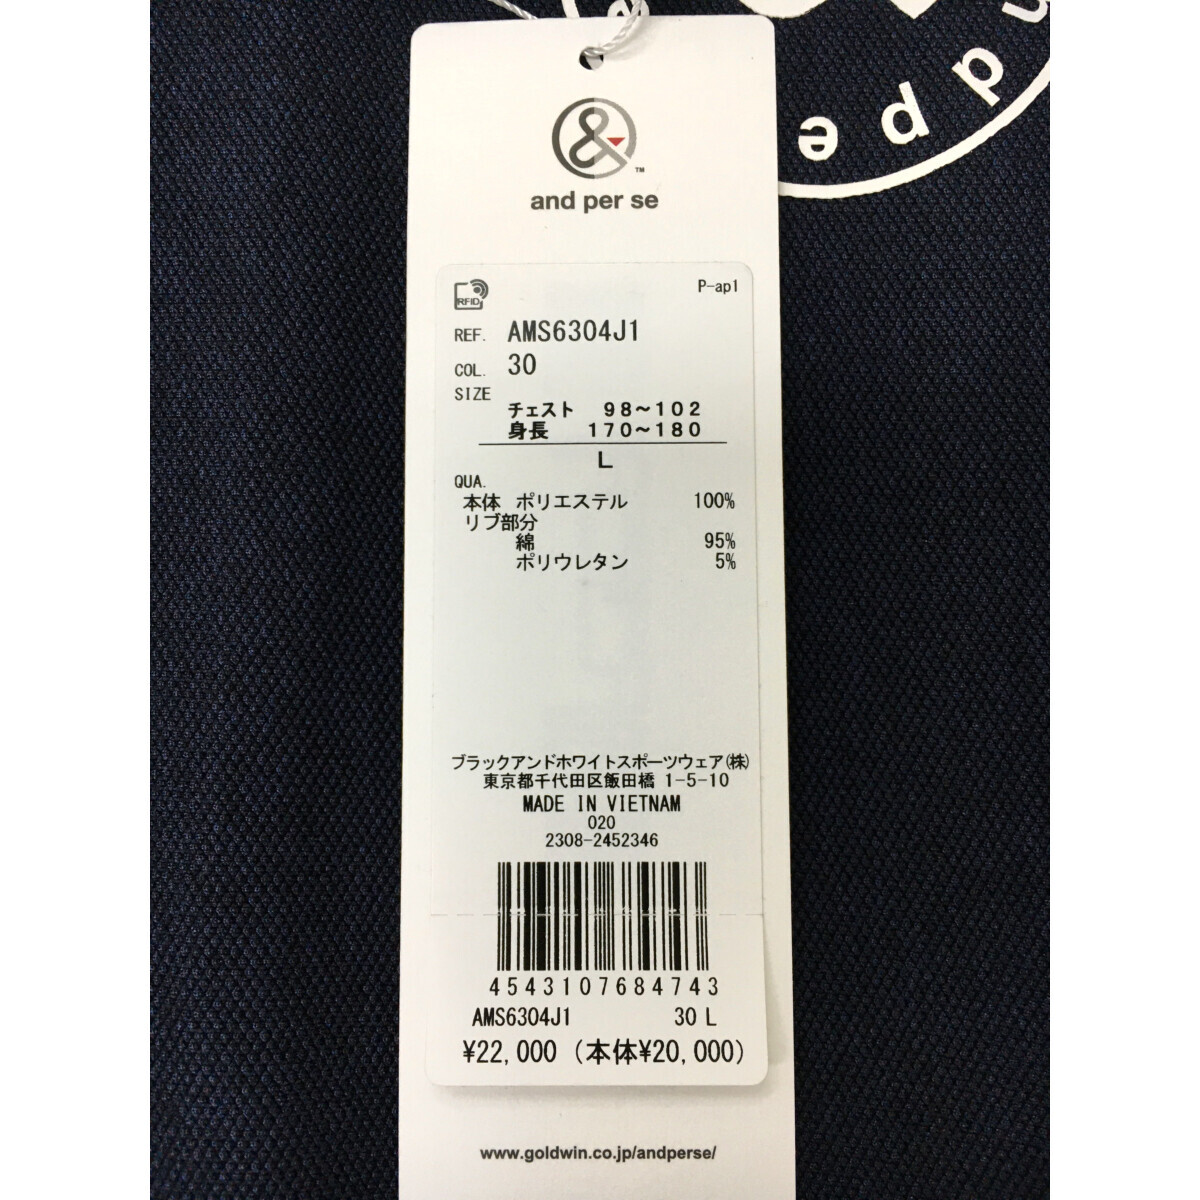 &
TM
and per se
RFID
P-ap1
REF. AMS6304J1
COL. 30
SIZE
チェスト 98～102
身長 170～180
L
QUA.
本体 ポリエステル 100%
リブ部分
綿 95%
ポリウレタン 5%
ブラックアンドホワイトスポーツウェア(株)
東京都千代田区飯田橋 1-5-10
MADE IN VIETNAM
020
2308-2452346
4543107684743
AMS6304J1 30 L
¥22,000 (本体¥20,000)
www.goldwin.co.jp/andperse/